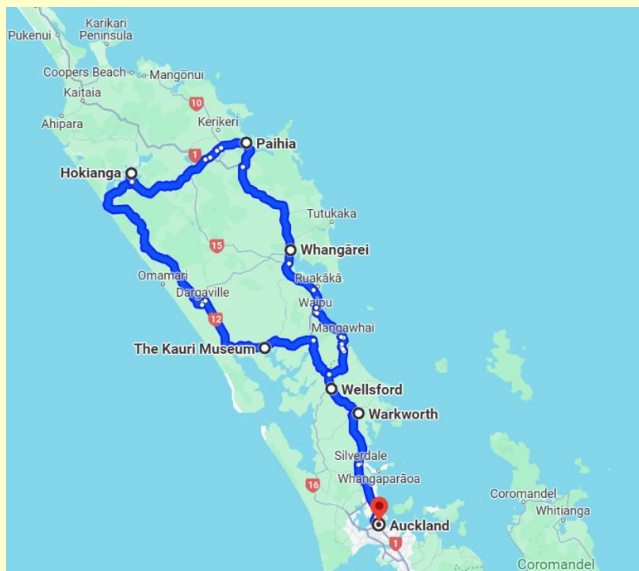 Karikari
Peninsula
Pukenui
Coopers Beach
Mangōnui
Kaitaia
10
Ahipara
Kerikeri
1
Paihia
Hokianga
Tutukaka
15
Whangārei
Omamari
Ruakākā
Dargaville
Waipu
12
Mangawhai
The Kauri Museum
Wellsford
Warkworth
Silverdale
Whangaparāoa
16
Coromandel
Whitianga
Auckland
1
Coromandel